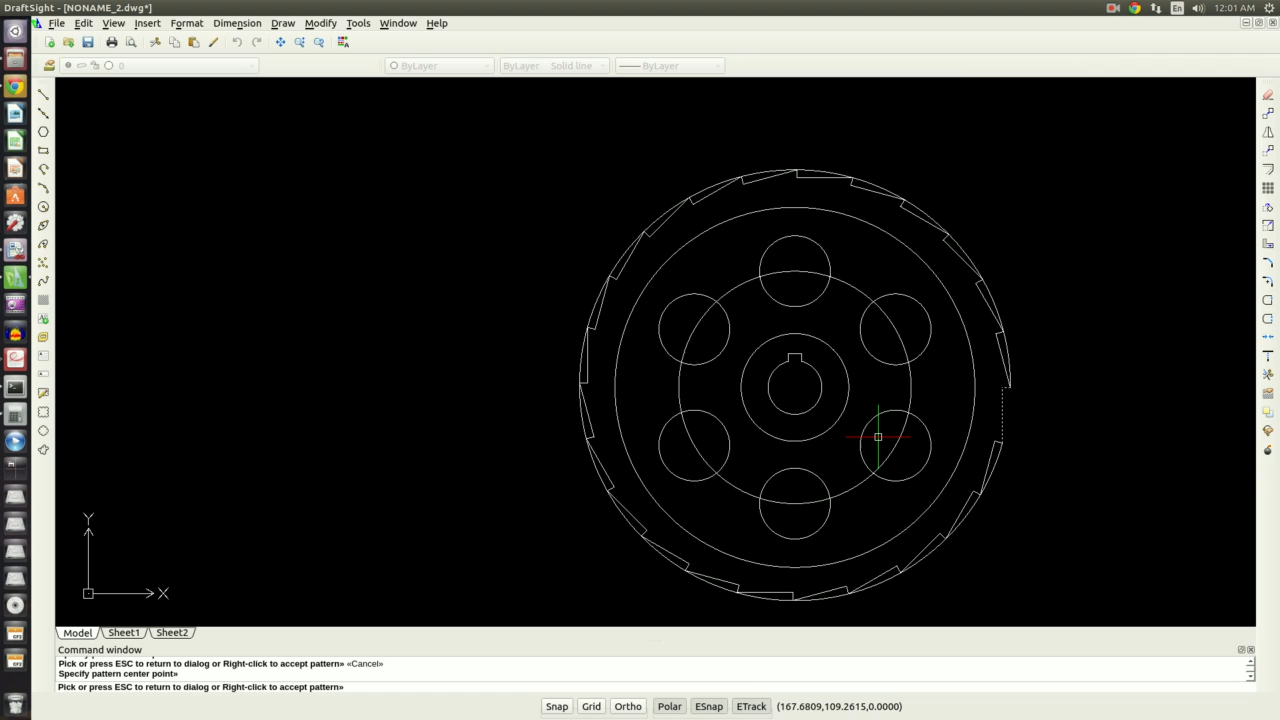 DraftSight - [NONAME_2.dwg*]
En
12:01 AM
File Edit View Insert Format Dimension Draw Modify Tools Window Help
0
ByLayer
ByLayer Solid line
ByLayer
Y
X
Model Sheet1 Sheet2
Command window
Pick or press ESC to return to dialog or Right-click to accept pattern» «Cancel»
Specify pattern center point»
Pick or press ESC to return to dialog or Right-click to accept pattern»
Snap Grid Ortho Polar ESnap ETrack (167.6809,109.2615,0.0000)